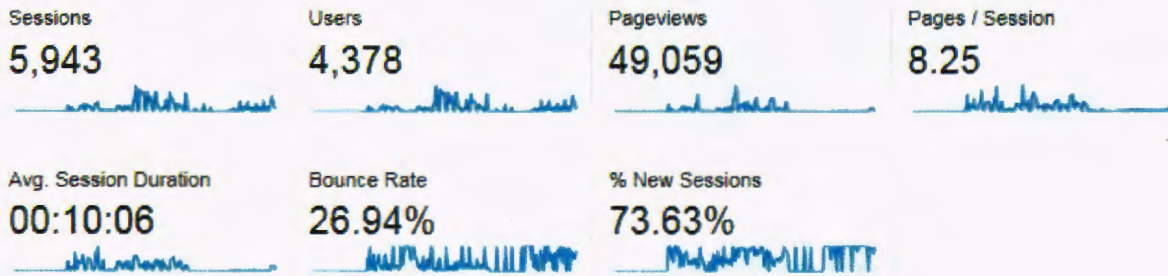 Sessions
5,943
Users
4,378
Pageviews
49,059
Pages / Session
8.25
Avg. Session Duration
00:10:06
Bounce Rate
26.94%
% New Sessions
73.63%